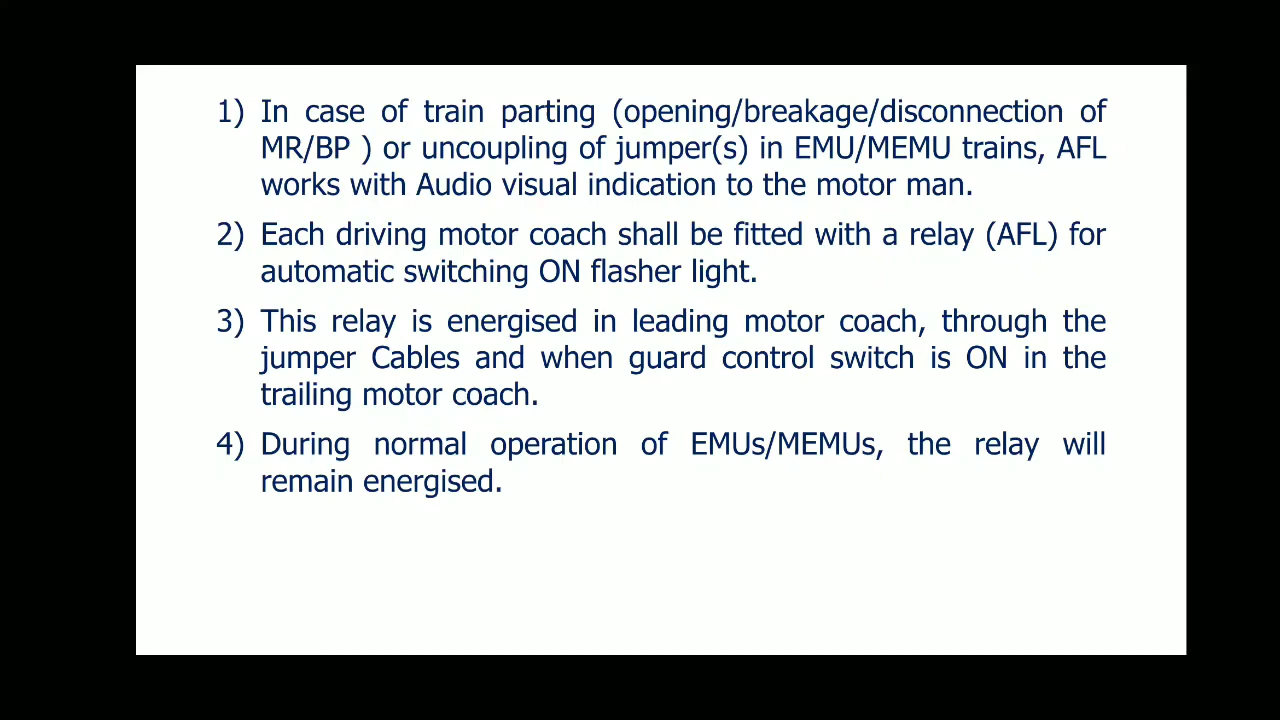 1) In case of train parting (opening/breakage/disconnection of
MR/BP ) or uncoupling of jumper(s) in EMU/MEMU trains, AFL
works with Audio visual indication to the motor man.
2) Each driving motor coach shall be fitted with a relay (AFL) for
automatic switching ON flasher light.
3) This relay is energised in leading motor coach, through the
jumper Cables and when guard control switch is ON in the
trailing motor coach.
4) During normal operation of EMUs/MEMUs, the relay will
remain energised.